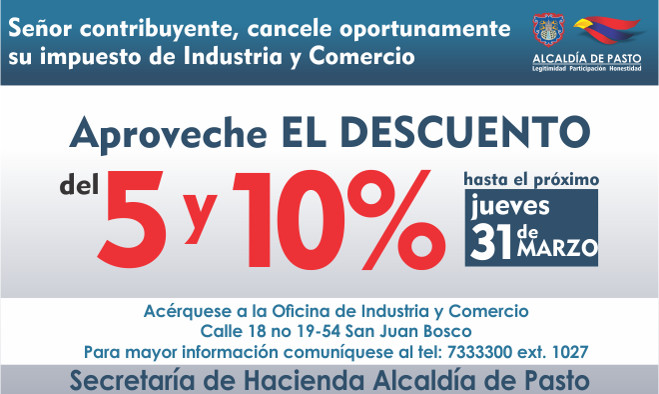 Señor contribuyente, cancele oportunamente
su impuesto de Industria y Comercio
ALCALDÍA DE PASTO
Legitimidad Participación Honestidad
Aproveche EL DESCUENTO
del 5 y 10%
hasta el próximo
jueves
31 de MARZO
Acérquese a la Oficina de Industria y Comercio
Calle 18 no 19-54 San Juan Bosco
Para mayor información comuníquese al tel: 7333300 ext. 1027
Secretaría de Hacienda Alcaldía de Pasto